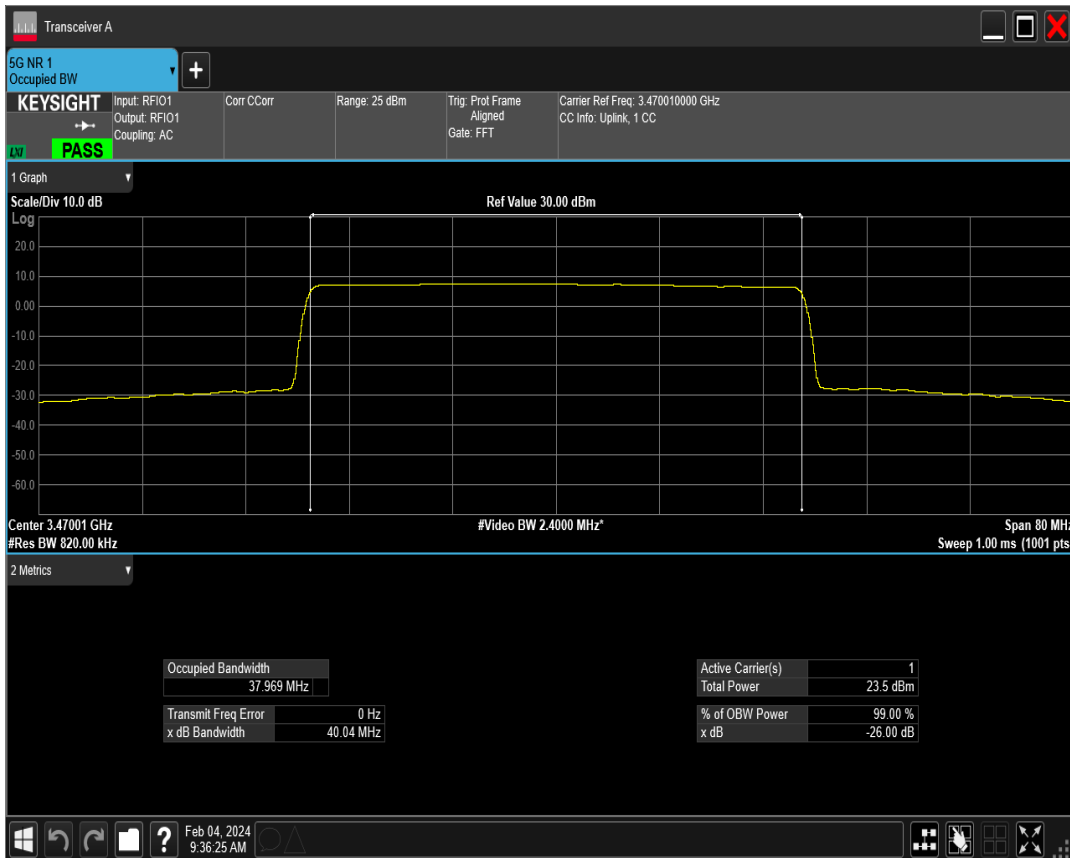 Transceiver A
5G NR 1
Occupied BW
+
KEYSIGHT
LXI
PASS
Input: RFIO1
Output: RFIO1
Coupling: AC
Corr CCorr
Range: 25 dBm
Trig: Prot Frame
Aligned
Gate: FFT
Carrier Ref Freq: 3.470010000 GHz
CC Info: Uplink, 1 CC
1 Graph
Scale/Div 10.0 dB
Ref Value 30.00 dBm
Log
20.0
10.0
0.00
-10.0
-20.0
-30.0
-40.0
-50.0
-60.0
Center 3.47001 GHz
#Video BW 2.4000 MHz*
Span 80 MHz
#Res BW 820.00 kHz
Sweep 1.00 ms (1001 pts
2 Metrics
Occupied Bandwidth
37.969 MHz
Transmit Freq Error 0 Hz
x dB Bandwidth 40.04 MHz
Active Carrier(s) 1
Total Power 23.5 dBm
% of OBW Power 99.00 %
x dB -26.00 dB
?
Feb 04, 2024
9:36:25 AM